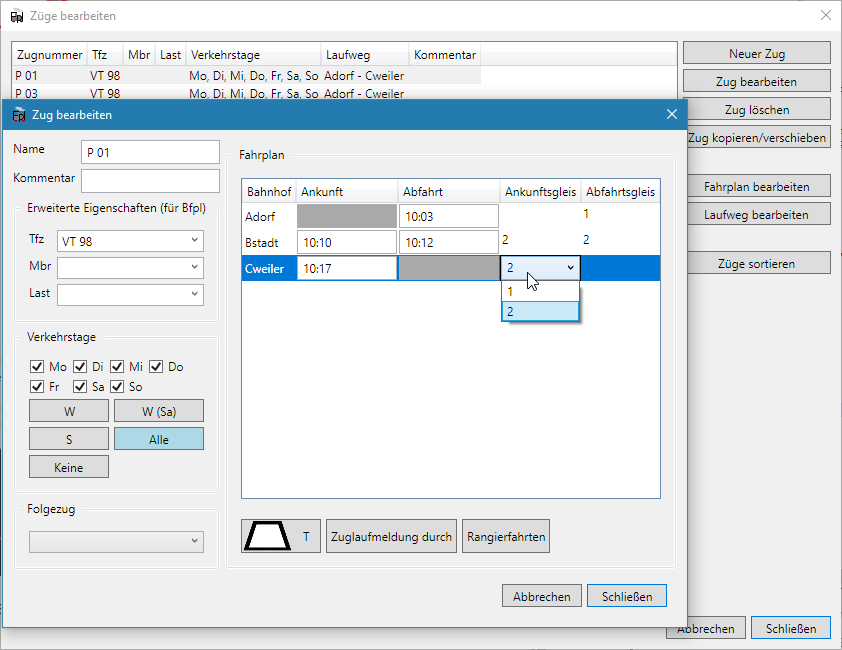 Züge bearbeiten
Zugnummer Tfz Mbr Last Verkehrstage Laufweg Kommentar
P 01 VT 98 Mo, Di, Mi, Do, Fr, Sa, So Adorf - Cweiler
P 03 VT 98 Mo, Di, Mi, Do, Fr, Sa, So Adorf - Cweiler
Neuer Zug
Zug bearbeiten
Zug löschen
Zug kopieren/verschieben
Fahrplan bearbeiten
Laufweg bearbeiten
Züge sortieren
Zug bearbeiten
Name P 01
Kommentar
Erweiterte Eigenschaften (für Bfpl)
Tfz VT 98
Mbr
Last
Verkehrstage
Mo Di Mi Do
Fr Sa So
W W (Sa)
S Alle
Keine
Folgezug
Fahrplan
Bahnhof Ankunft Abfahrt Ankunftsgleis Abfahrtsgleis
Adorf 10:03 1
Bstadt 10:10 10:12 2 2
Cweiler 10:17 2
1
2
T Zuglaufmeldung durch Rangierfahrten
Abbrechen Schließen
Abbrechen Schließen